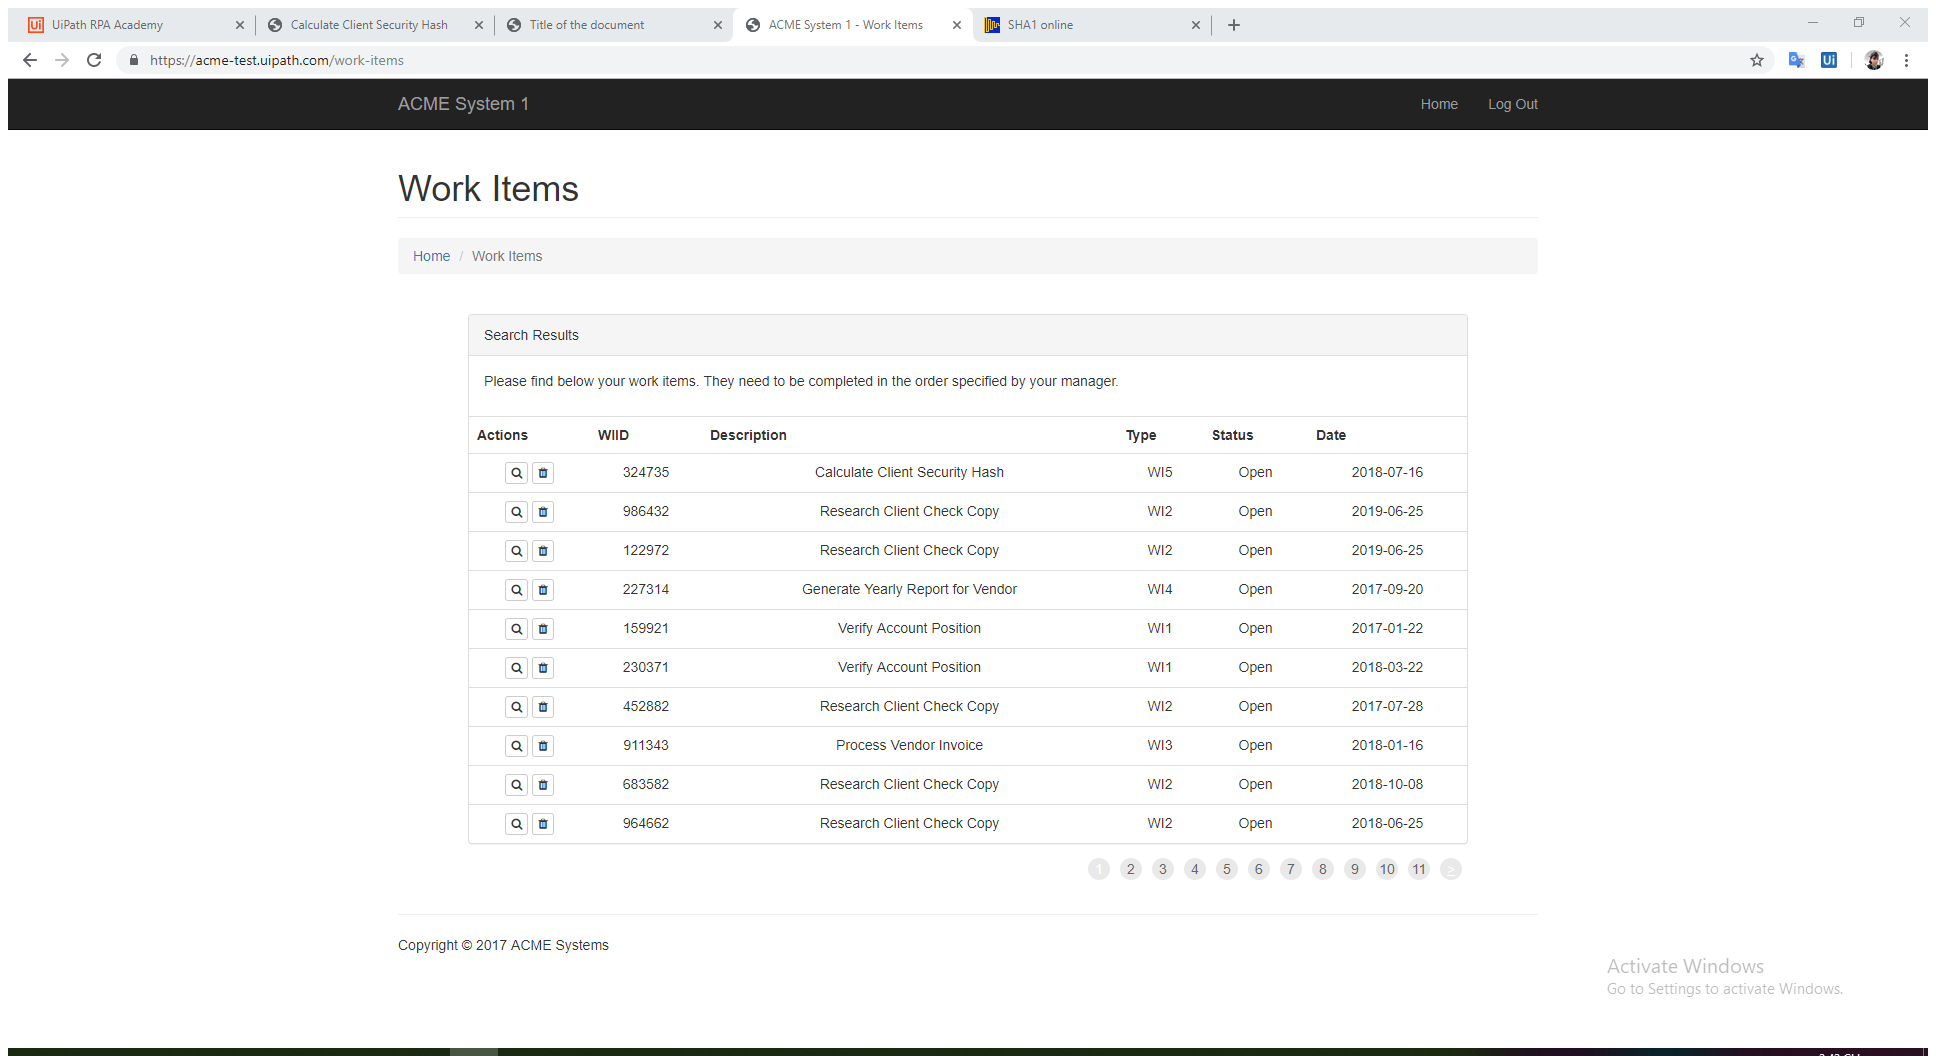 UiPath RPA Academy
Calculate Client Security Hash
Title of the document
ACME System 1 - Work Items
SHA1 online
https://acme-test.uipath.com/work-items
ACME System 1
Home
Log Out
Work Items
Home / Work Items
Search Results
Please find below your work items. They need to be completed in the order specified by your manager.
Actions WIID Description Type Status Date
324735 Calculate Client Security Hash WI5 Open 2018-07-16
986432 Research Client Check Copy WI2 Open 2019-06-25
122972 Research Client Check Copy WI2 Open 2019-06-25
227314 Generate Yearly Report for Vendor WI4 Open 2017-09-20
159921 Verify Account Position WI1 Open 2017-01-22
230371 Verify Account Position WI1 Open 2018-03-22
452882 Research Client Check Copy WI2 Open 2017-07-28
911343 Process Vendor Invoice WI3 Open 2018-01-16
683582 Research Client Check Copy WI2 Open 2018-10-08
964662 Research Client Check Copy WI2 Open 2018-06-25
1 2 3 4 5 6 7 8 9 10 11 >
Copyright © 2017 ACME Systems
Activate Windows
Go to Settings to activate Windows.